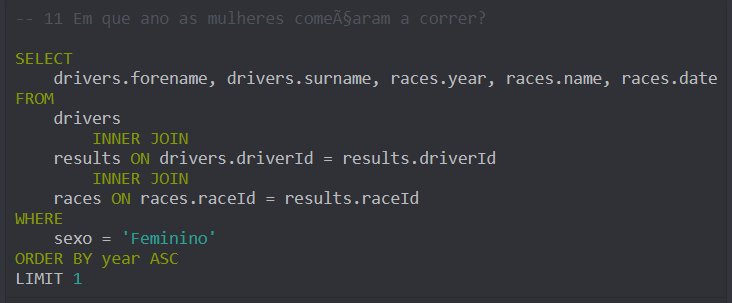 -- 11 Em que ano as mulheres comeÃ§aram a correr?
SELECT
drivers.forename, drivers.surname, races.year, races.name, races.date
FROM
drivers
INNER JOIN
results ON drivers.driverId = results.driverId
INNER JOIN
races ON races.raceId = results.raceId
WHERE
sexo = 'Feminino'
ORDER BY year ASC
LIMIT 1